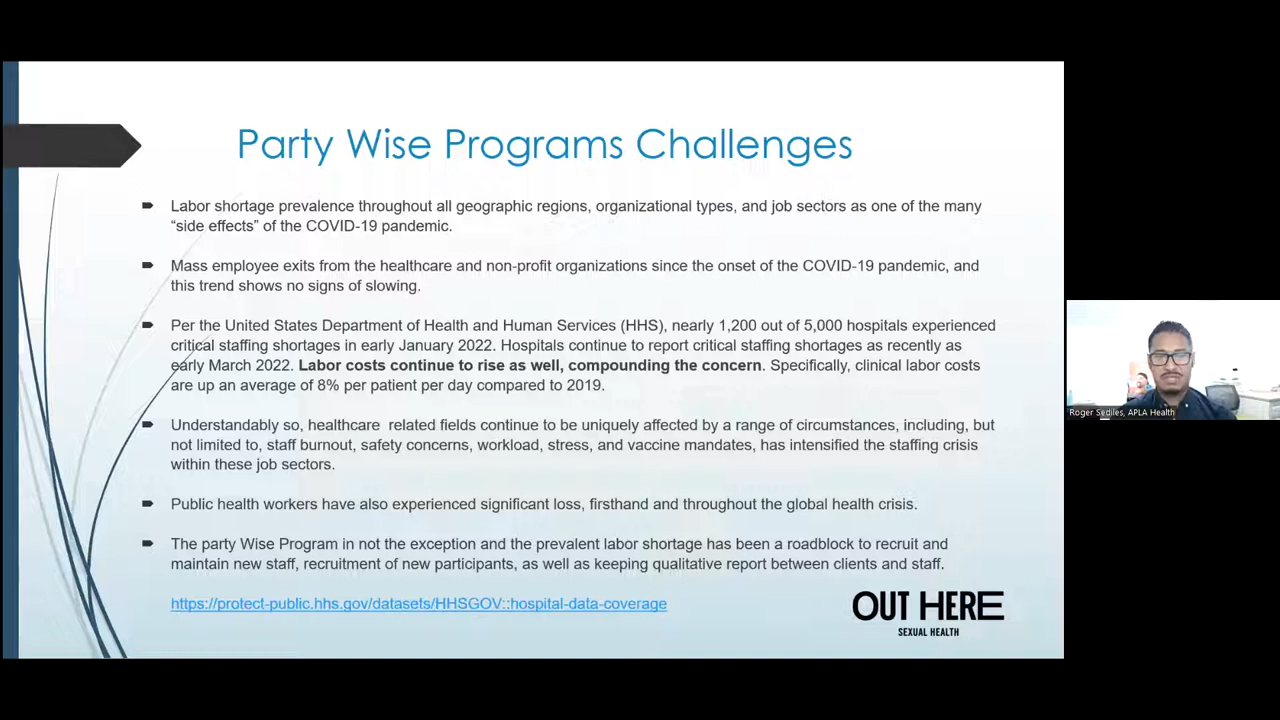 Party Wise Programs Challenges
Labor shortage prevalence throughout all geographic regions, organizational types, and job sectors as one of the many
“side effects” of the COVID-19 pandemic.
Mass employee exits from the healthcare and non-profit organizations since the onset of the COVID-19 pandemic, and
this trend shows no signs of slowing.
Per the United States Department of Health and Human Services (HHS), nearly 1,200 out of 5,000 hospitals experienced
critical staffing shortages in early January 2022. Hospitals continue to report critical staffing shortages as recently as
early March 2022. Labor costs continue to rise as well, compounding the concern. Specifically, clinical labor costs
are up an average of 8% per patient per day compared to 2019.
Understandably so, healthcare related fields continue to be uniquely affected by a range of circumstances, including, but
not limited to, staff burnout, safety concerns, workload, stress, and vaccine mandates, has intensified the staffing crisis
within these job sectors.
Public health workers have also experienced significant loss, firsthand and throughout the global health crisis.
The party Wise Program in not the exception and the prevalent labor shortage has been a roadblock to recruit and
maintain new staff, recruitment of new participants, as well as keeping qualitative report between clients and staff.
https://protect-public.hhs.gov/datasets/HHSGOV::hospital-data-coverage
OUT HERE
SEXUAL HEALTH
Roger Sediles, APLA Health